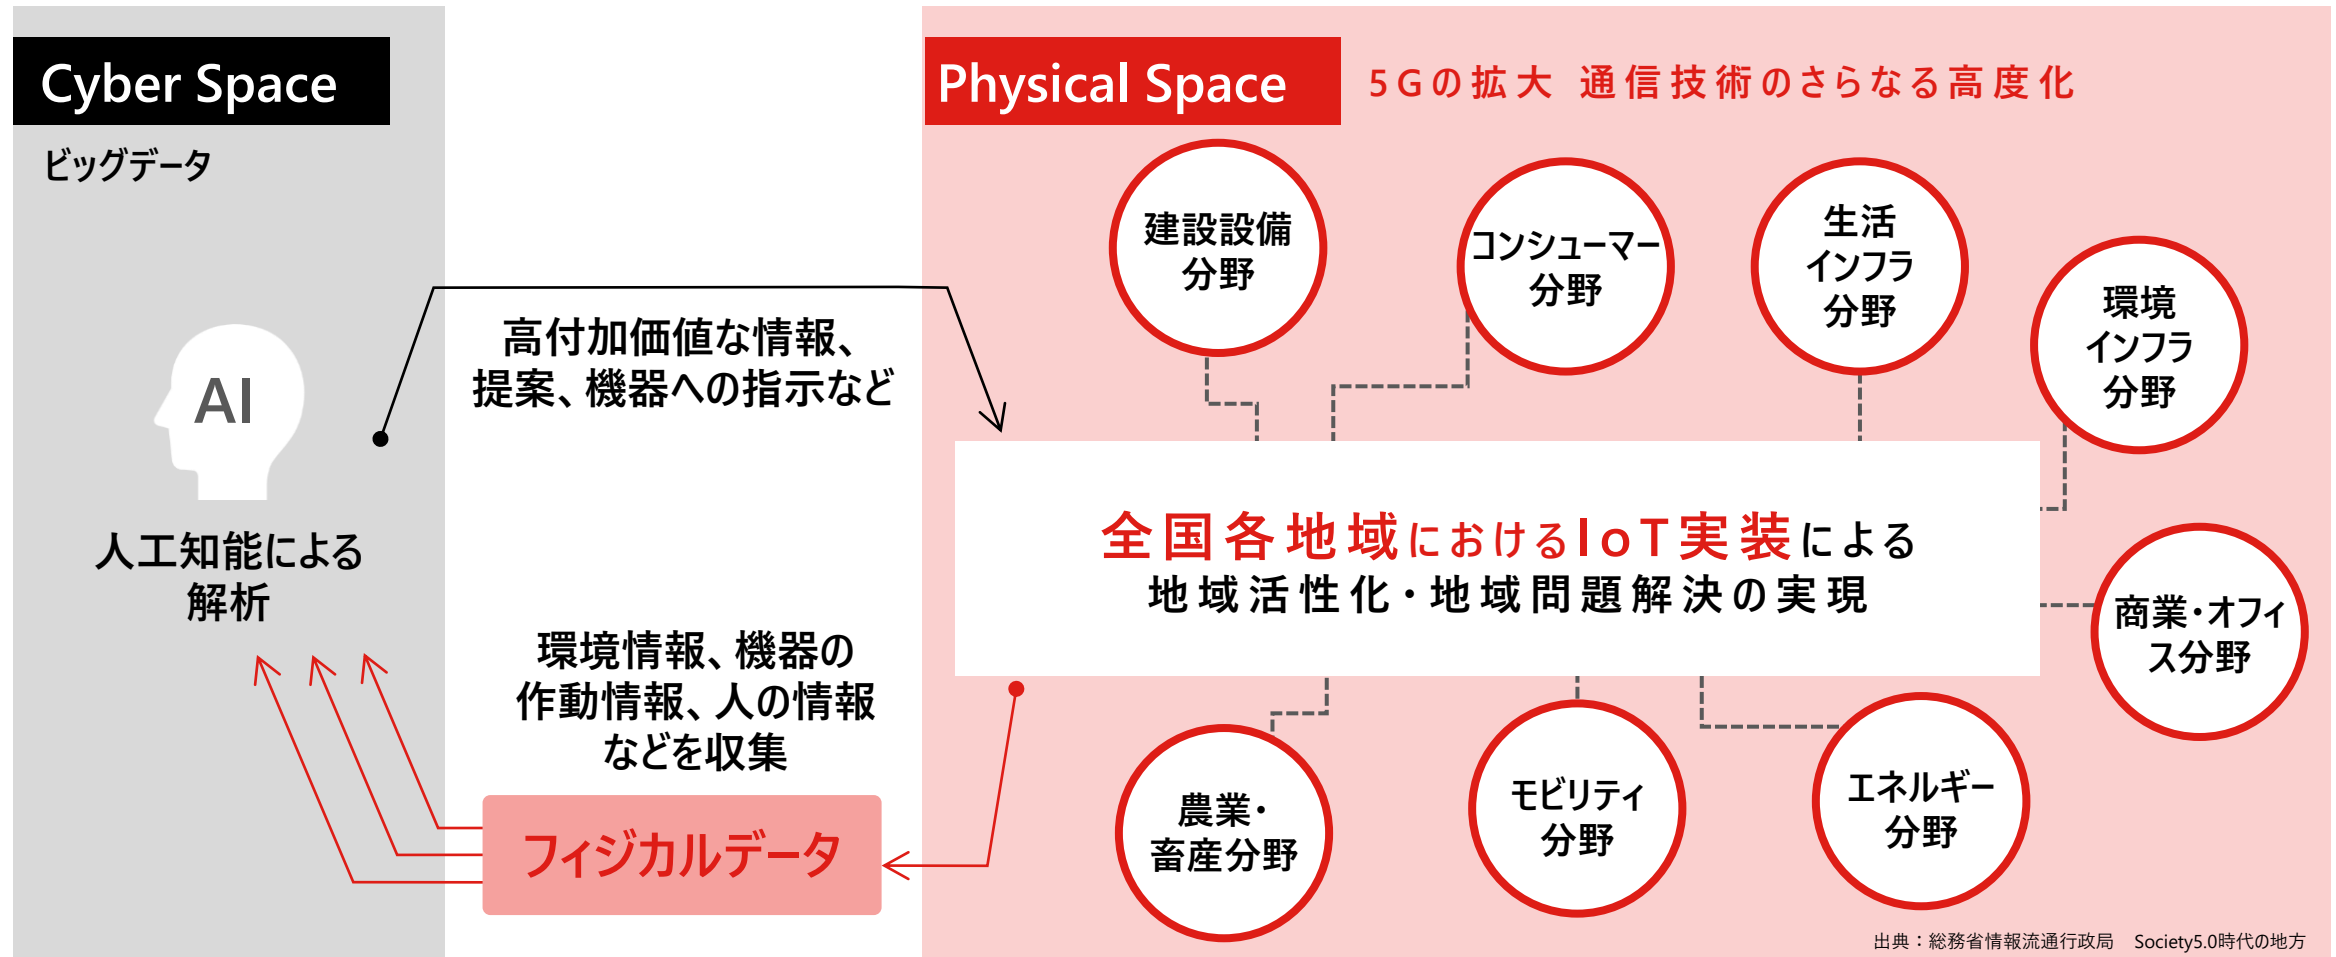 Cyber Space
ビッグデータ
AI
人工知能による
解析
高付加価値な情報、
提案、機器への指示など
環境情報、機器の
作動情報、人の情報
などを収集
フィジカルデータ
Physical Space
5Gの拡大 通信技術のさらなる高度化
建設設備
分野
コンシューマー
分野
生活
インフラ
分野
環境
インフラ
分野
全国各地域におけるIoT実装による
地域活性化・地域問題解決の実現
商業・オフィ
ス分野
農業・
畜産分野
モビリティ
分野
エネルギー
分野
出典：総務省情報流通行政局　Society5.0時代の地方